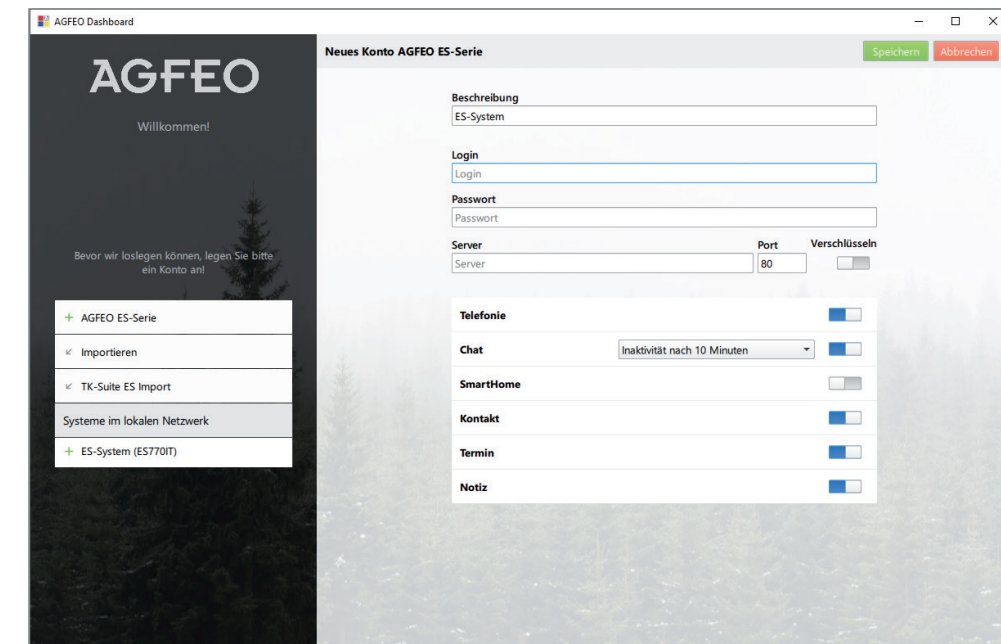 AGFEO Dashboard
AGFEO
Willkommen!
Bevor wir loslegen können, legen Sie bitte
ein Konto an!
+ AGFEO ES-Serie
Importieren
TK-Suite ES Import
Systeme im lokalen Netzwerk
+ ES-System (ES770IT)
Neues Konto AGFEO ES-Serie
Speichern
Abbrechen
Beschreibung
ES-System
Login
Login
Passwort
Passwort
Server Port Verschlüsseln
Server 80
Telefonie
Chat Inaktivität nach 10 Minuten
SmartHome
Kontakt
Termin
Notiz